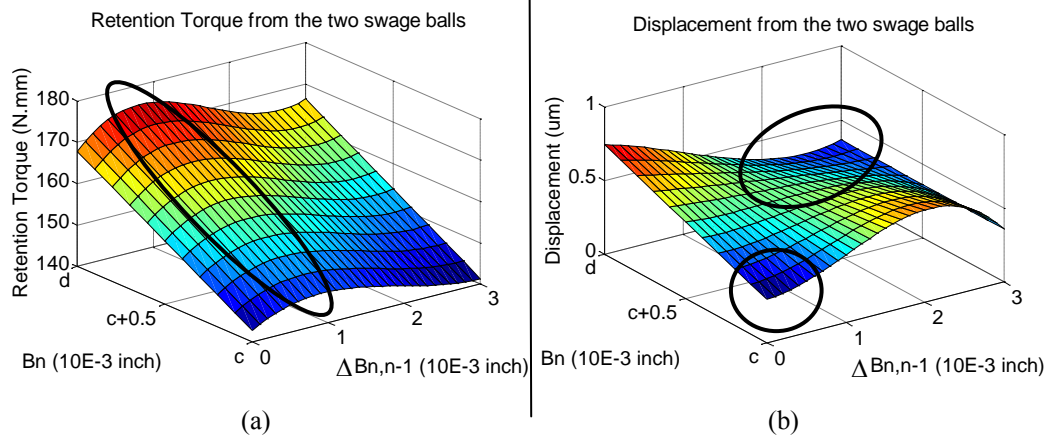 Retention Torque from the two swage balls
Retention Torque (N.mm)
180
170
160
150
140
d
c+0.5
c
0
1
2
3
Bn (10E-3 inch)
ΔBn,n-1 (10E-3 inch)
(a)
Displacement from the two swage balls
Displacement (um)
1
0.5
0
d
c+0.5
c
0
1
2
3
Bn (10E-3 inch)
ΔBn,n-1 (10E-3 inch)
(b)